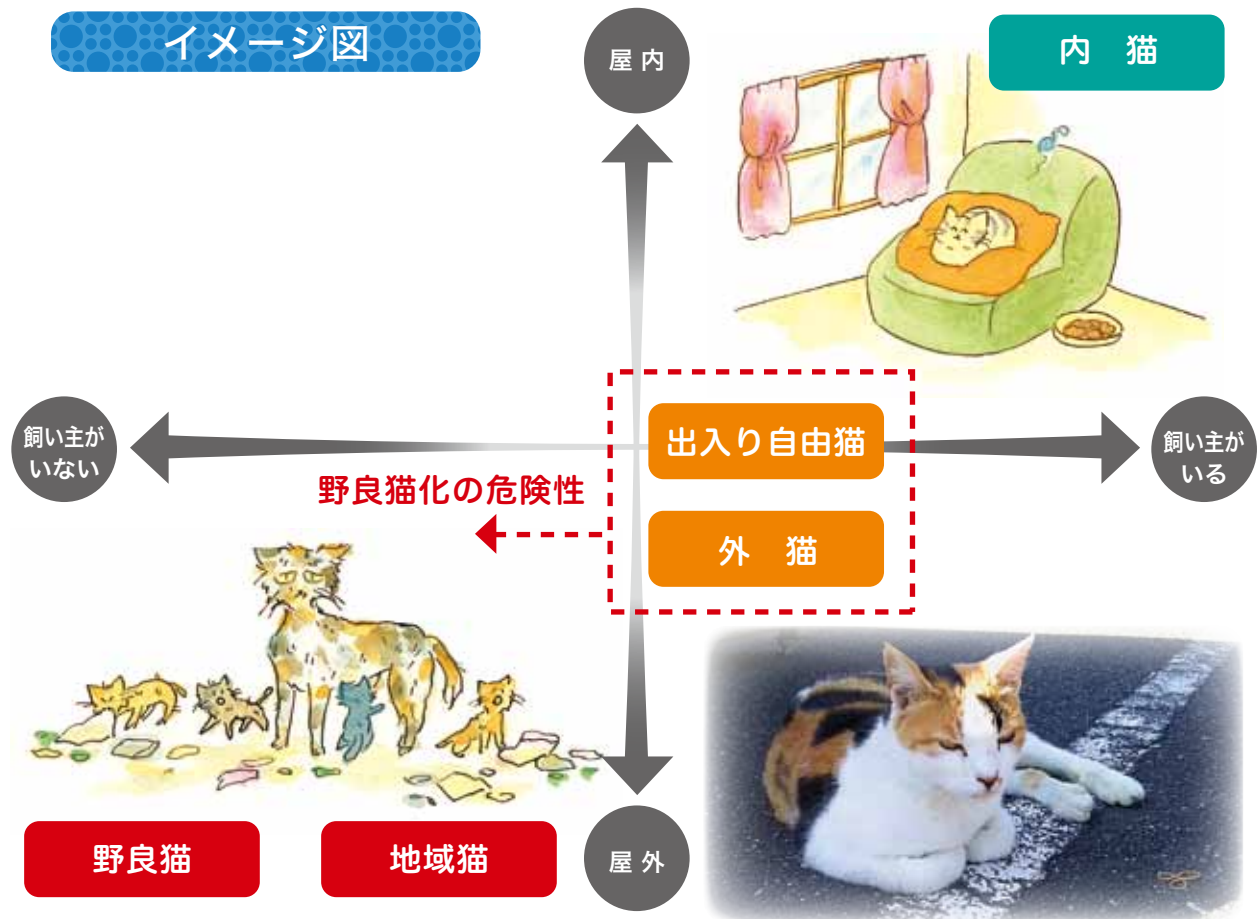 イメージ図
屋内
内　猫
飼い主が
いない
出入り自由猫
飼い主が
いる
野良猫化の危険性
外　猫
野良猫
地域猫
屋外